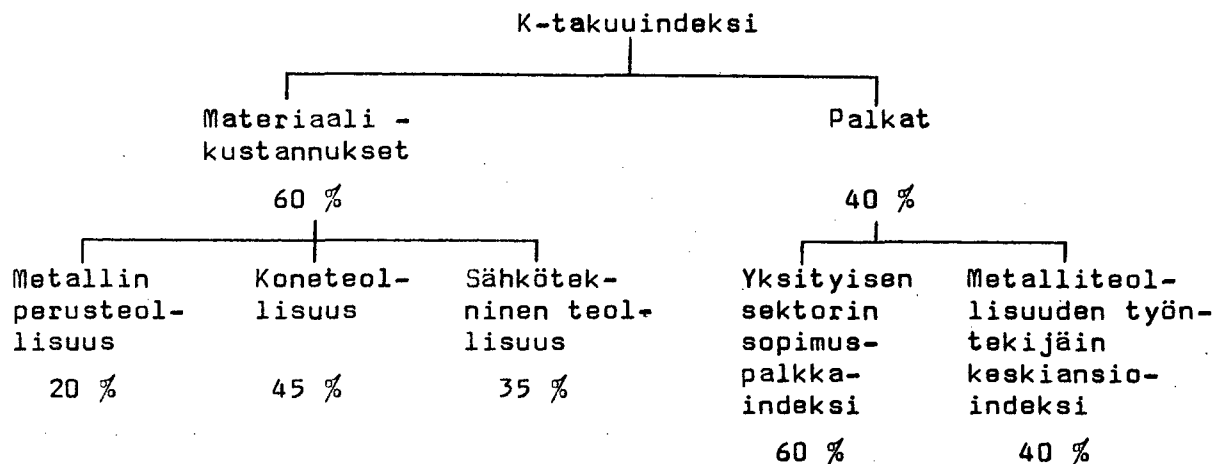 K-takuuindeksi
Materiaali -
kustannukset
60 %
Palkat
40 %
Metallin
perusteol-
lisuus
20 %
Koneteol-
lisuus
45 %
Sähkötek-
ninen teol-
lisuus
35 %
Yksityisen
sektorin
sopimus-
palkka-
indeksi
60 %
Metalliteol-
lisuuden työn-
tekijäin
keskiansio-
indeksi
40 %